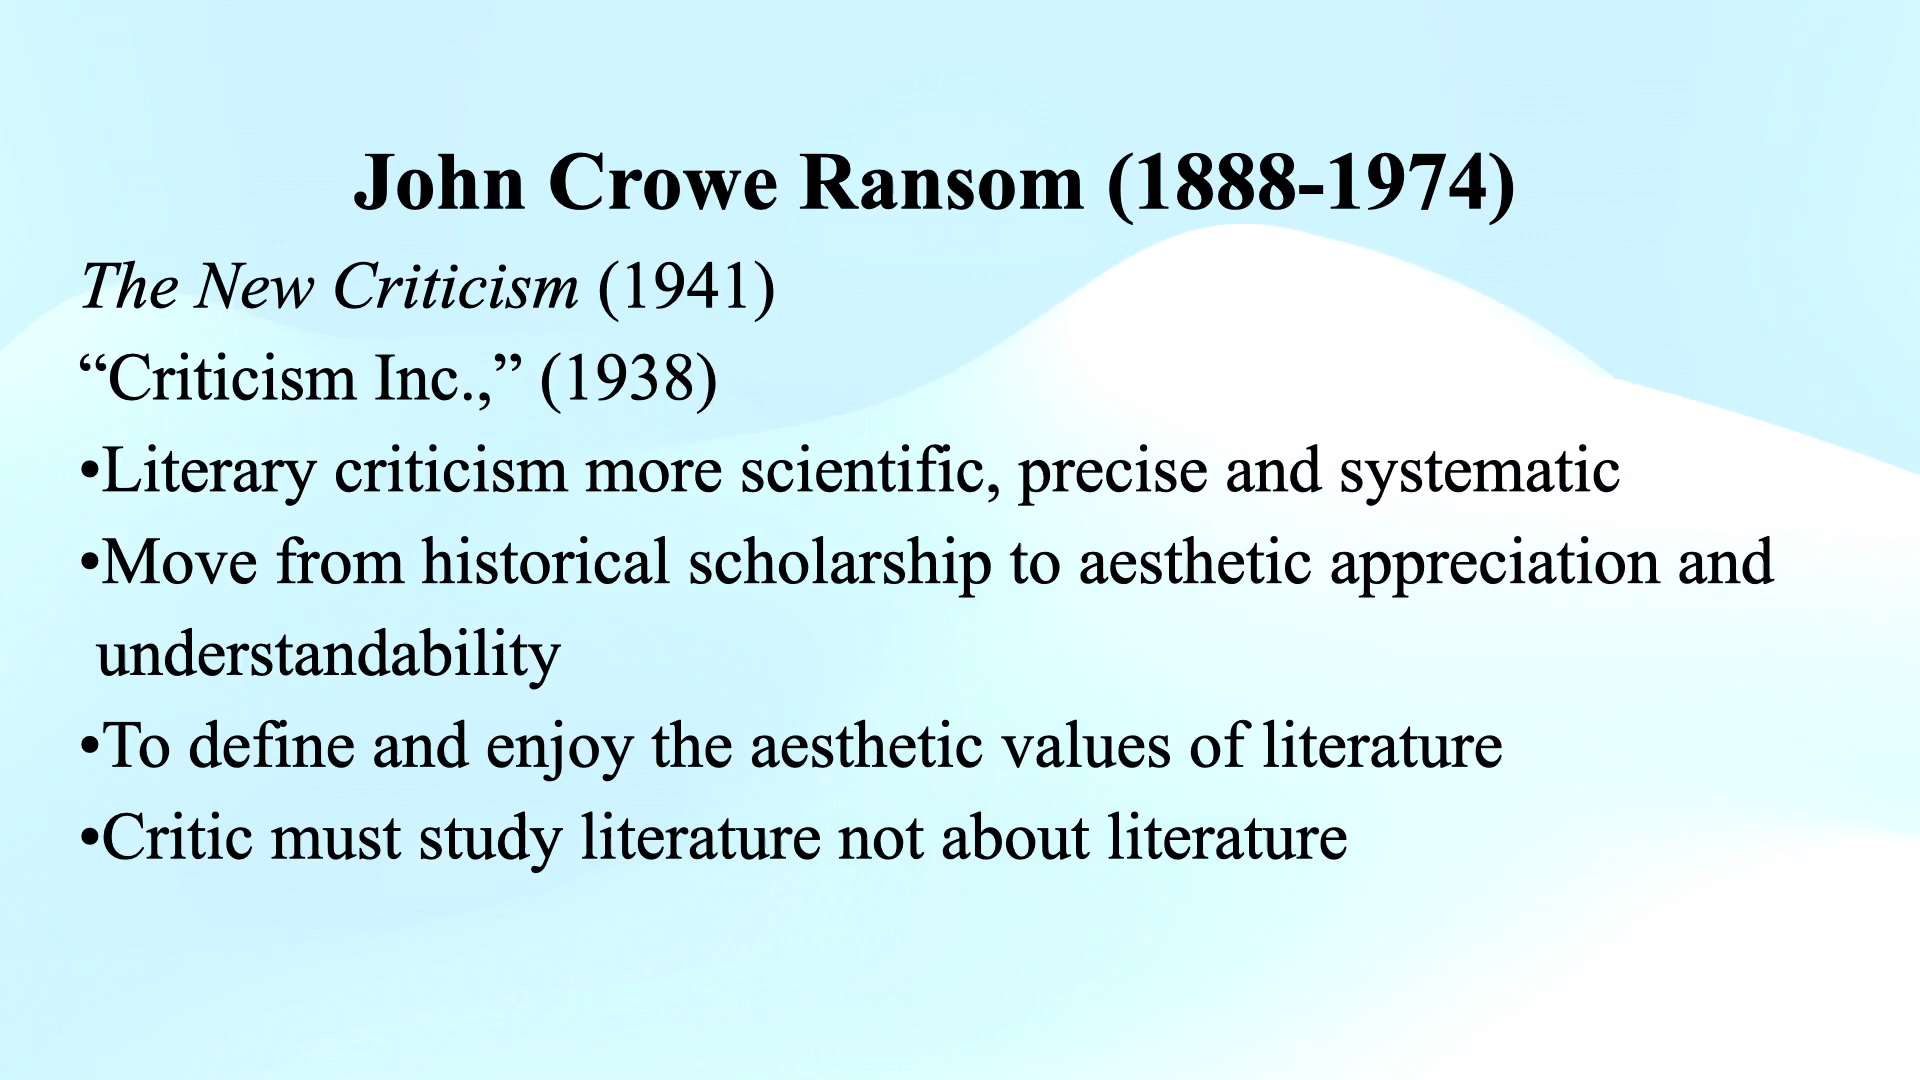 John Crowe Ransom (1888-1974)
The New Criticism (1941)
“Criticism Inc.,” (1938)
•Literary criticism more scientific, precise and systematic
•Move from historical scholarship to aesthetic appreciation and
understandability
•To define and enjoy the aesthetic values of literature
•Critic must study literature not about literature